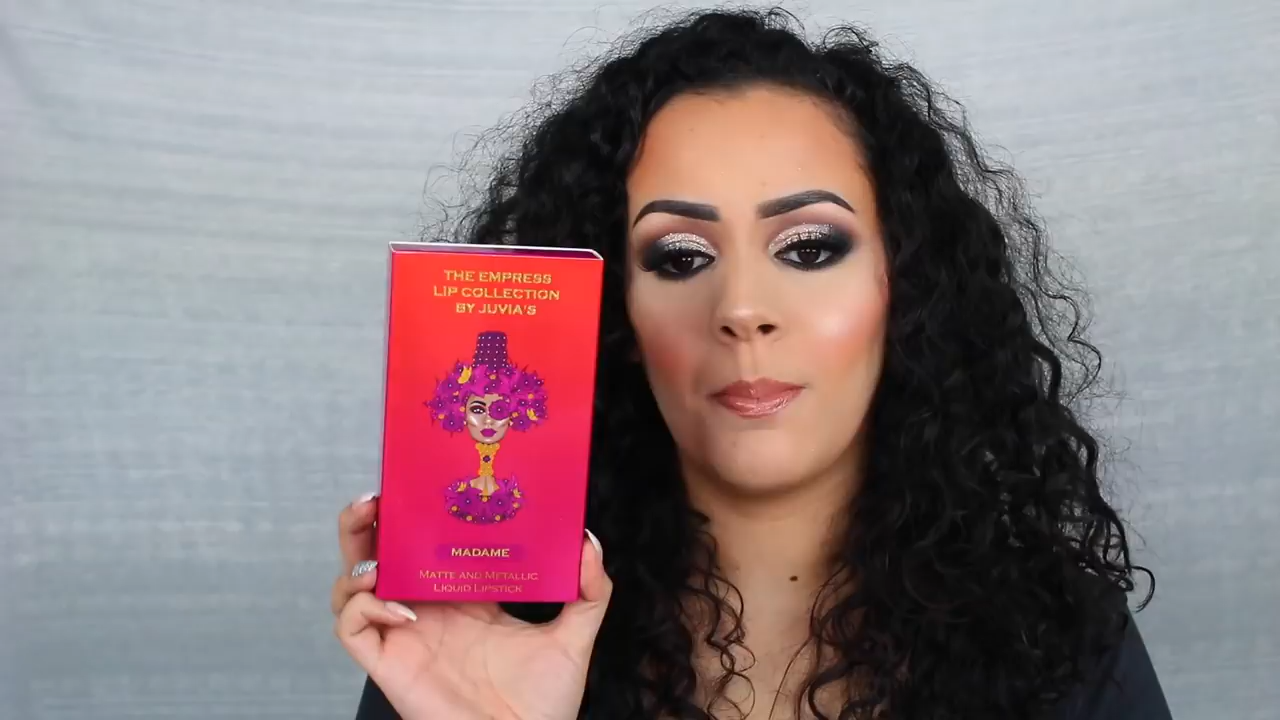 THE EMPRESS
LIP COLLECTION
BY JUVIA'S
MADAME
MATTE AND METALLIC
LIQUID LIPSTICK